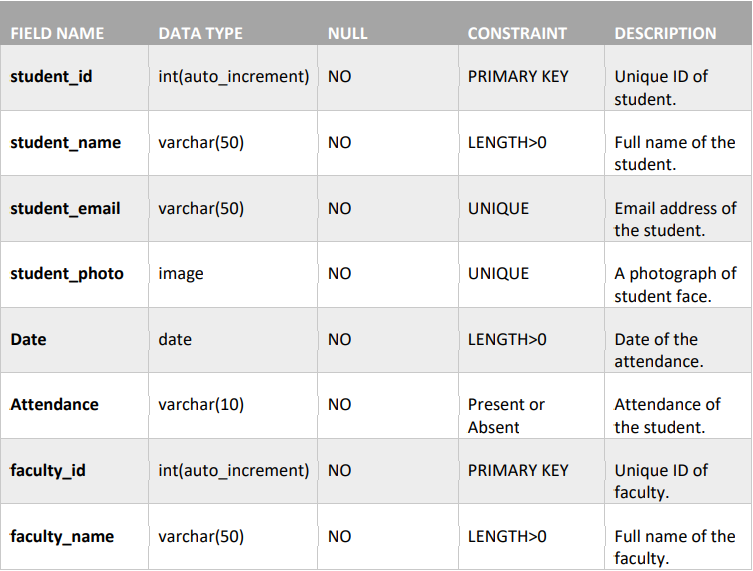 FIELD NAME DATA TYPE NULL CONSTRAINT DESCRIPTION
student_id int(auto_increment) NO PRIMARY KEY Unique ID of
student.
student_name varchar(50) NO LENGTH>0 Full name of the
student.
student_email varchar(50) NO UNIQUE Email address of
the student.
student_photo image NO UNIQUE A photograph of
student face.
Date date NO LENGTH>0 Date of the
attendance.
Attendance varchar(10) NO Present or Attendance of
Absent the student.
faculty_id int(auto_increment) NO PRIMARY KEY Unique ID of
faculty.
faculty_name varchar(50) NO LENGTH>0 Full name of the
faculty.